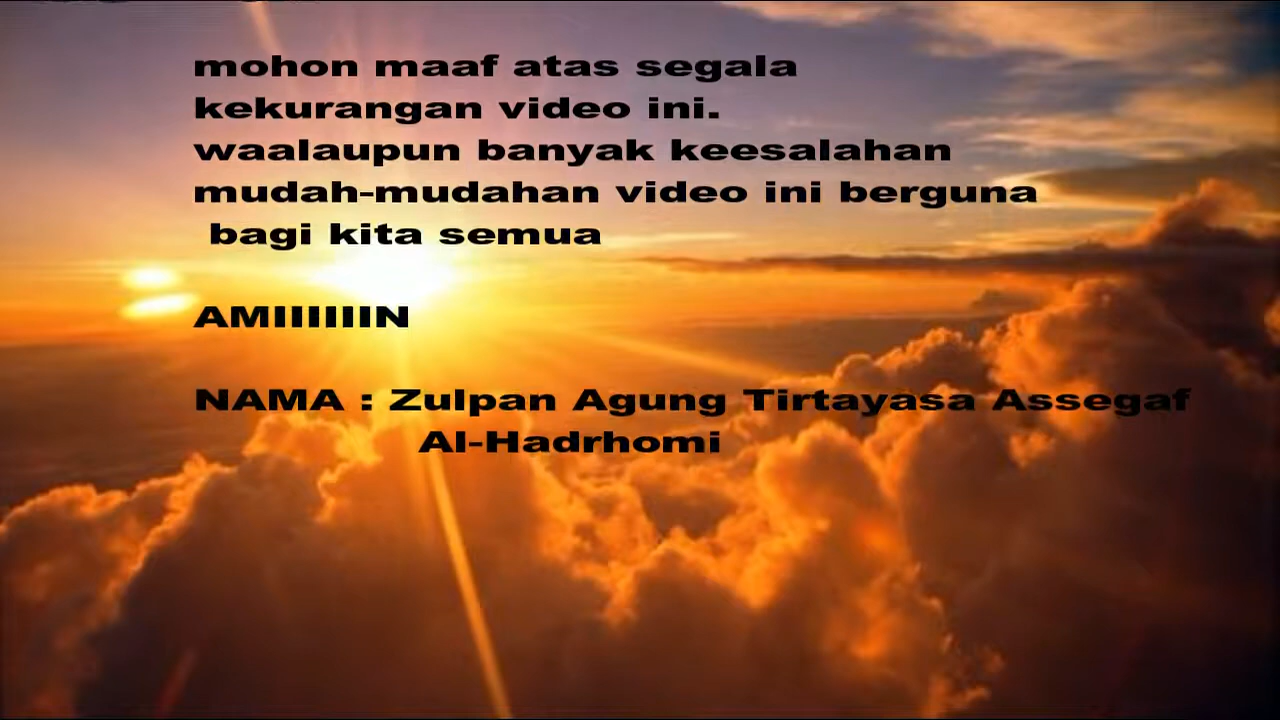 mohon maaf atas segala
kekurangan video ini.
waalaupun banyak keesalahan
mudah-mudahan video ini berguna
bagi kita semua
AMIIIIIIIN
NAMA : Zulpan Agung Tirtayasa Assegaf
Al-Hadrhomi